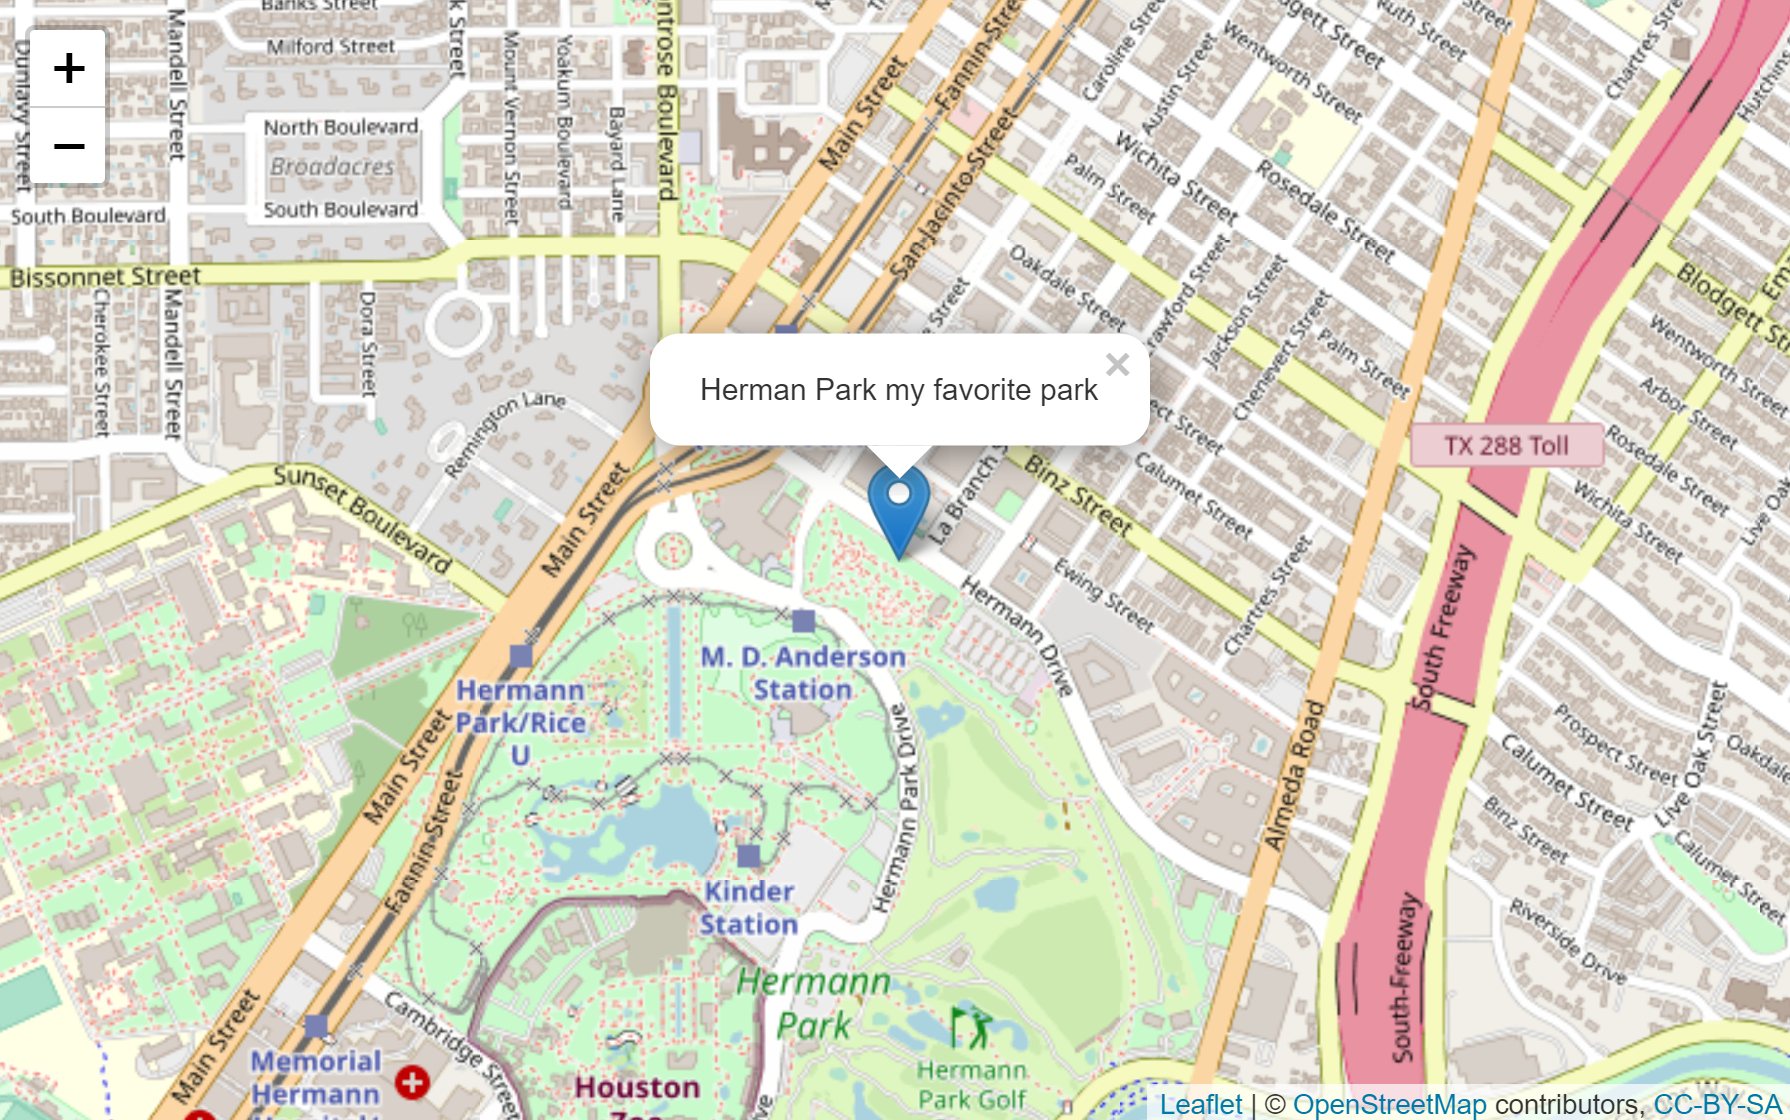 Banks Street
Milford Street
Dunlavy Street
Mandell Street
North Boulevard
Broadacres
South Boulevard
South Boulevard
Bissonnet Street
Cherokee Street
Mandell Street
Dora Street
Mount Vernon Street
Yoakum Boulevard
Bayard Lane
Main Street
Fannin Street
San Jacinto Street
Caroline Street
Austin Street
Wentworth Street
Ruth Street
Chartres Street
Wichita Street
Palm Street
Rosedale Street
Oakdale Street
Jackson Street
Chenevert Street
Palm Street
Blodgett Street
Wentworth Street
Arbor Street
Rosedale Street
Wichita Street
+
−
Herman Park my favorite park
×
TX 288 Toll
Remington Lane
Sunset Boulevard
Main Street
Binz Street
Calumet Street
La Branch
Ewing Street
Chartres Street
Hermann Drive
South Freeway
M. D. Anderson
Station
Hermann
Park/Rice
U
Main Street
Fannin Street
Hermann Park Drive
Almeda Road
Prospect Street
Calumet Street
Live Oak Street
Binz Street
Calumet Street
Riverside Drive
South Freeway
Kinder
Station
Hermann
Park
Cambridge Street
Main Street
Memorial
Hermann
Houston
Zoo
Hermann
Park Golf
Leaflet | © OpenStreetMap contributors, CC-BY-SA